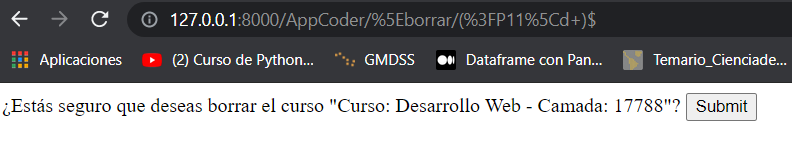 127.0.0.1:8000/AppCoder/%5Eborrar/(%3FP11%5Cd+)$
Aplicaciones (2) Curso de Python... GMDSS Dataframe con Pan... Temario_Cienciade...
¿Estás seguro que deseas borrar el curso "Curso: Desarrollo Web - Camada: 17788"? Submit